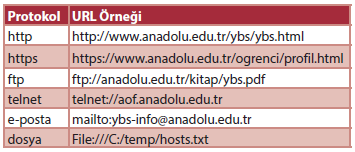 Protokol URL Örneği
http http://www.anadolu.edu.tr/ybs/ybs.html
https https://www.anadolu.edu.tr/ogrenci/profil.html
ftp ftp://anadolu.edu.tr/kitap/ybs.pdf
telnet telnet://aof.anadolu.edu.tr
e-posta mailto:ybs-info@anadolu.edu.tr
dosya File:///C:/temp/hosts.txt